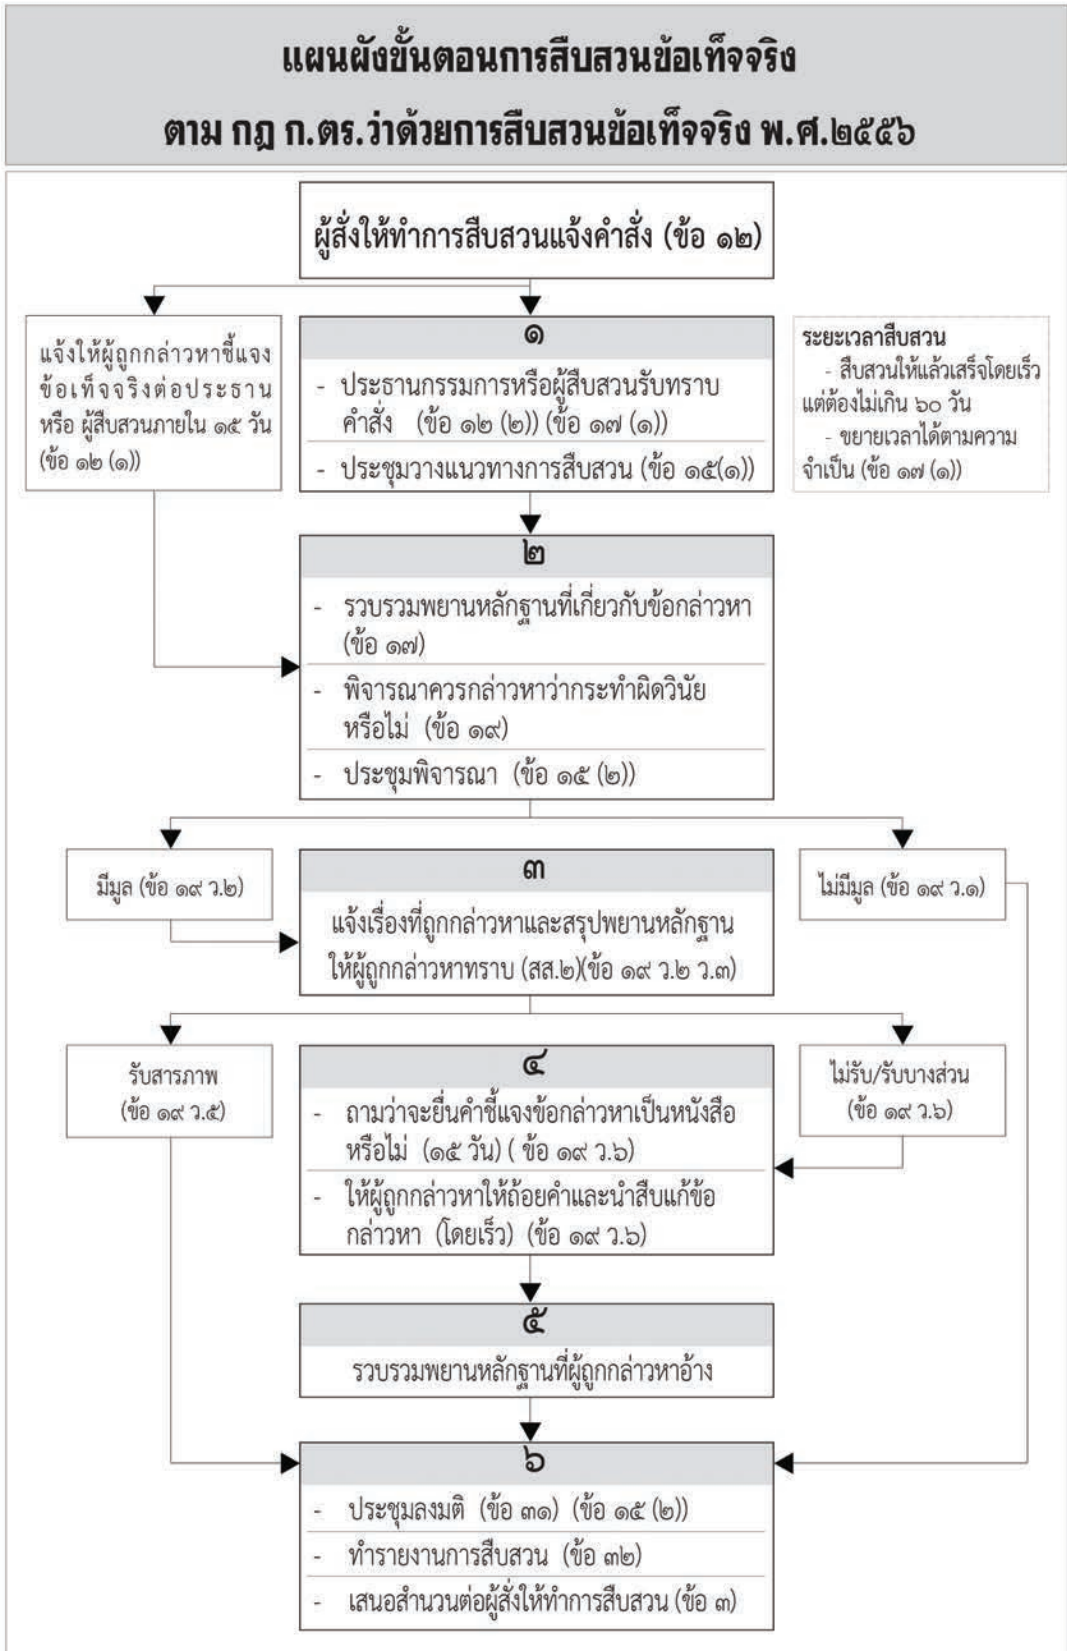 แผนผังขั้นตอนการสืบสวนข้อเท็จจริง
ตาม กฎ ก.ตร.ว่าด้วยการสืบสวนข้อเท็จจริง พ.ศ.๒๕๕๖
ผู้สั่งให้ทำการสืบสวนแจ้งคำสั่ง (ข้อ ๑๒)
แจ้งให้ผู้ถูกกล่าวหาชี้แจง
ข้อเท็จจริงต่อประธาน
หรือ ผู้สืบสวนภายใน ๑๕ วัน
(ข้อ ๑๒ (๑))
๑
- ประธานกรรมการหรือผู้สืบสวนรับทราบ
คำสั่ง (ข้อ ๑๒ (๒)) (ข้อ ๑๗ (๑))
- ประชุมวางแนวทางการสืบสวน (ข้อ ๑๕(๑))
ระยะเวลาสืบสวน
- สืบสวนให้แล้วเสร็จโดยเร็ว
แต่ต้องไม่เกิน ๖๐ วัน
- ขยายเวลาได้ตามความ
จำเป็น (ข้อ ๑๗ (๑))
๒
- รวบรวมพยานหลักฐานที่เกี่ยวกับข้อกล่าวหา
(ข้อ ๑๗)
- พิจารณาควรกล่าวหาว่ากระทำผิดวินัย
หรือไม่ (ข้อ ๑๙)
- ประชุมพิจารณา (ข้อ ๑๕ (๒))
มีมูล (ข้อ ๑๙ ว.๒)
๓
แจ้งเรื่องที่ถูกกล่าวหาและสรุปพยานหลักฐาน
ให้ผู้ถูกกล่าวหาทราบ (สส.๒)(ข้อ ๑๙ ว.๒ ว.๓)
ไม่มีมูล (ข้อ ๑๙ ว.๑)
รับสารภาพ
(ข้อ ๑๙ ว.๕)
๔
- ถามว่าจะยื่นคำชี้แจงข้อกล่าวหาเป็นหนังสือ
หรือไม่ (๑๕ วัน) ( ข้อ ๑๙ ว.๖)
- ให้ผู้ถูกกล่าวหาให้ถ้อยคำและนำสืบแก้ข้อ
กล่าวหา (โดยเร็ว) (ข้อ ๑๙ ว.๖)
ไม่รับ/รับบางส่วน
(ข้อ ๑๙ ว.๖)
๕
รวบรวมพยานหลักฐานที่ผู้ถูกกล่าวหาอ้าง
๖
- ประชุมลงมติ (ข้อ ๓๑) (ข้อ ๑๕ (๒))
- ทำรายงานการสืบสวน (ข้อ ๓๒)
- เสนอสำนวนต่อผู้สั่งให้ทำการสืบสวน (ข้อ ๓)